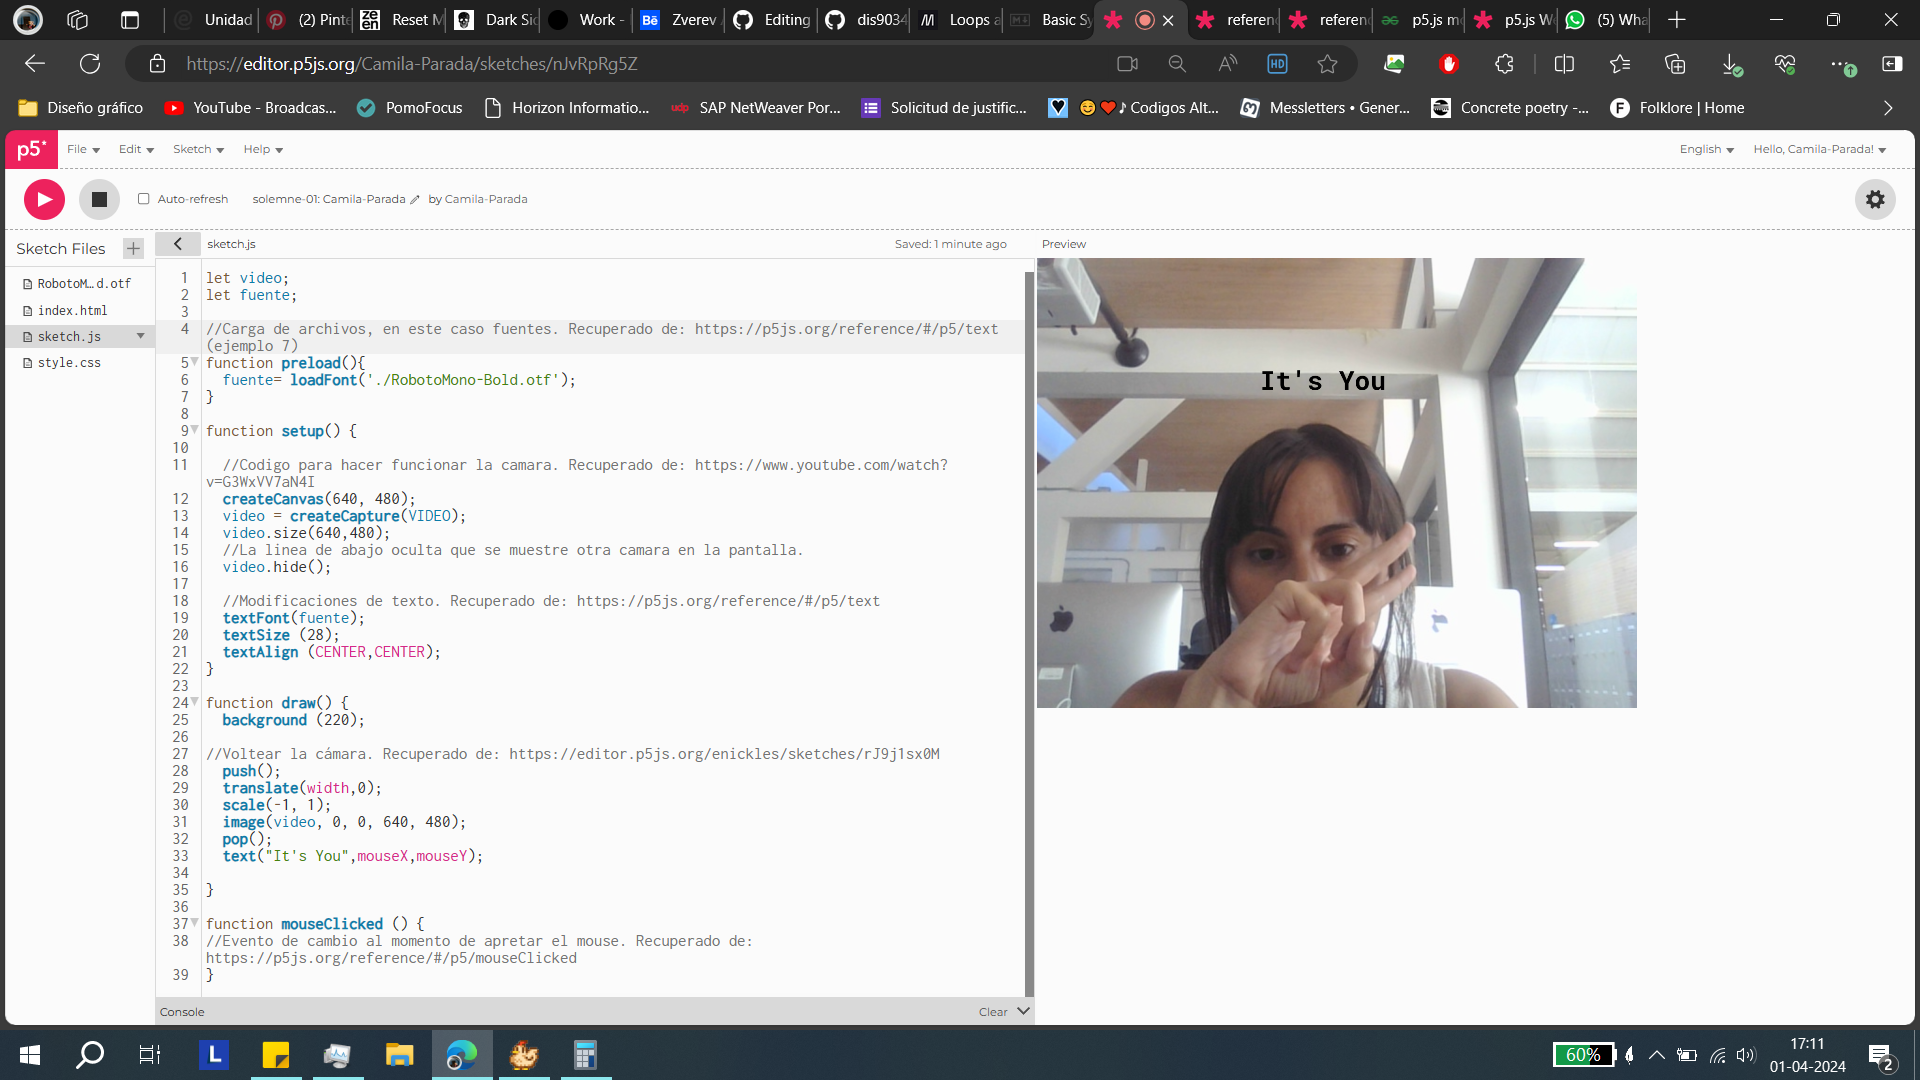 Unidad
(2) Pinte
Reset M
Dark Sid
Work -
Bē Zverev
Editing
dis9034
Loops a
Basic Sy
referen
referen
p5.js mo
p5.js We
(5) Wha
https://editor.p5js.org/Camila-Parada/sketches/nJvRpRg5Z
HD
Diseño gráfico
YouTube - Broadcas...
PomoFocus
Horizon Informatio...
udp SAP NetWeaver Por...
Solicitud de justific...
😊❤️♪ Codigos Alt...
Messletters • Gener...
Concrete poetry -...
F Folklore | Home
p5* File Edit Sketch Help English Hello, Camila-Parada!
Auto-refresh solemne-01: Camila-Parada by Camila-Parada
Sketch Files
RobotoM…d.otf
index.html
sketch.js
style.css
sketch.js Saved: 1 minute ago Preview
1 let video;
2 let fuente;
3
4 //Carga de archivos, en este caso fuentes. Recuperado de: https://p5js.org/reference/#/p5/text
(ejemplo 7)
5 function preload(){
6 fuente= loadFont('./RobotoMono-Bold.otf');
7 }
8
9 function setup() {
10
11 //Codigo para hacer funcionar la camara. Recuperado de: https://www.youtube.com/watch?
v=G3WxVV7aN4I
12 createCanvas(640, 480);
13 video = createCapture(VIDEO);
14 video.size(640,480);
15 //La linea de abajo oculta que se muestre otra camara en la pantalla.
16 video.hide();
17
18 //Modificaciones de texto. Recuperado de: https://p5js.org/reference/#/p5/text
19 textFont(fuente);
20 textSize (28);
21 textAlign (CENTER,CENTER);
22 }
23
24 function draw() {
25 background (220);
26
27 //Voltear la cámara. Recuperado de: https://editor.p5js.org/enickles/sketches/rJ9j1sx0M
28 push();
29 translate(width,0);
30 scale(-1, 1);
31 image(video, 0, 0, 640, 480);
32 pop();
33 text("It's You",mouseX,mouseY);
34
35 }
36
37 function mouseClicked () {
38 //Evento de cambio al momento de apretar el mouse. Recuperado de:
https://p5js.org/reference/#/p5/mouseClicked
39 }
It's You
Console Clear
L
60%
17:11
01-04-2024
2